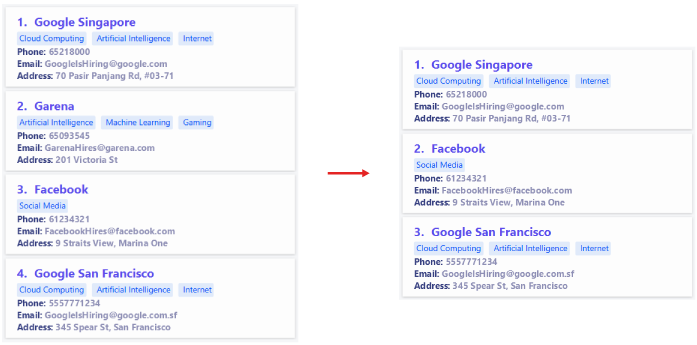 1. Google Singapore
Cloud Computing Artificial Intelligence Internet
Phone: 65218000
Email: GoogleIsHiring@google.com
Address: 70 Pasir Panjang Rd, #03-71
2. Garena
Artificial Intelligence Machine Learning Gaming
Phone: 65093545
Email: GarenaHires@garena.com
Address: 201 Victoria St
3. Facebook
Social Media
Phone: 61234321
Email: FacebookHires@facebook.com
Address: 9 Straits View, Marina One
4. Google San Francisco
Cloud Computing Artificial Intelligence Internet
Phone: 5557771234
Email: GoogleIsHiring@google.com.sf
Address: 345 Spear St, San Francisco
1. Google Singapore
Cloud Computing Artificial Intelligence Internet
Phone: 65218000
Email: GoogleIsHiring@google.com
Address: 70 Pasir Panjang Rd, #03-71
2. Facebook
Social Media
Phone: 61234321
Email: FacebookHires@facebook.com
Address: 9 Straits View, Marina One
3. Google San Francisco
Cloud Computing Artificial Intelligence Internet
Phone: 5557771234
Email: GoogleIsHiring@google.com.sf
Address: 345 Spear St, San Francisco